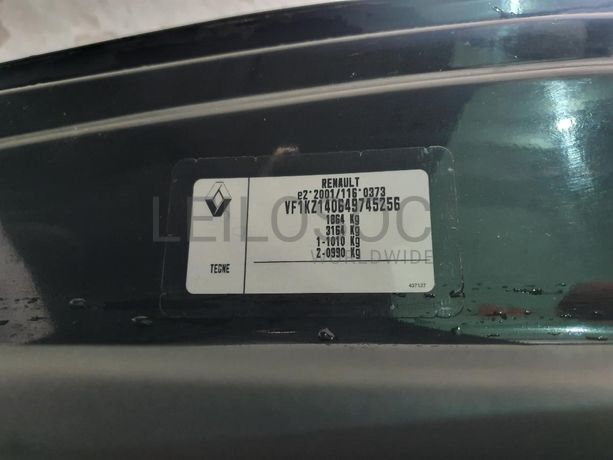 RENAULT
e2*2001/116*0373
VF1KZ140649745256
1864 Kg
3164 Kg
1-1010 Kg
2-0990 Kg
TECNE
437127
LEILOSOC
WORLDWIDE